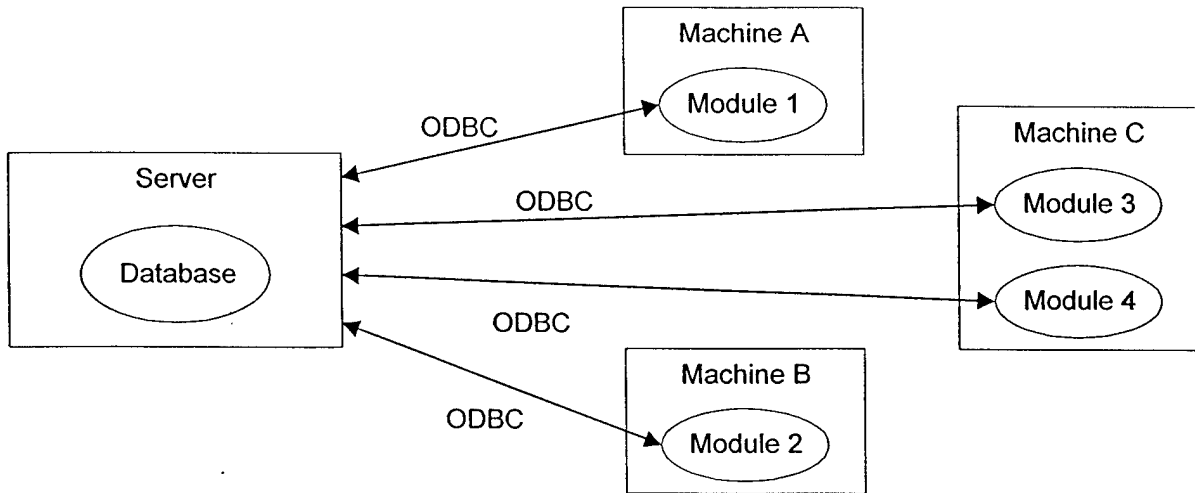 Machine A
Module 1
ODBC
Machine C
Server
ODBC
Module 3
Database
Module 4
ODBC
Machine B
ODBC
Module 2